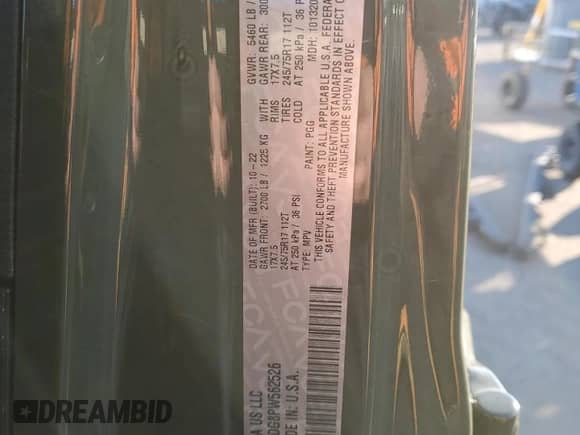 A US LLC
DATE OF MFR (BUILT): 10-22 GVWR: 5460 LB /
GAWR FRONT: 2700 LB / 1225 KG WITH GAWR REAR: 300
17X7.5 RIMS 17X7.5
245/75R17 112T TIRES 245/75R17 112T
AT 250 kPa / 36 PSI COLD AT 250 kPa / 36 P
TYPE: MPV PAINT: PGG MDH: 101320
THIS VEHICLE CONFORMS TO ALL APPLICABLE U.S.A. FEDERA
SAFETY AND THEFT PREVENTION STANDARDS IN EFFECT O
MANUFACTURE SHOWN ABOVE.
DG8PW562526
DE IN U.S.A.
FCA
DREAMBID